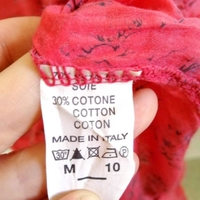 SOIE
30% COTONE
COTTON
COTON
MADE IN ITALY
M 10